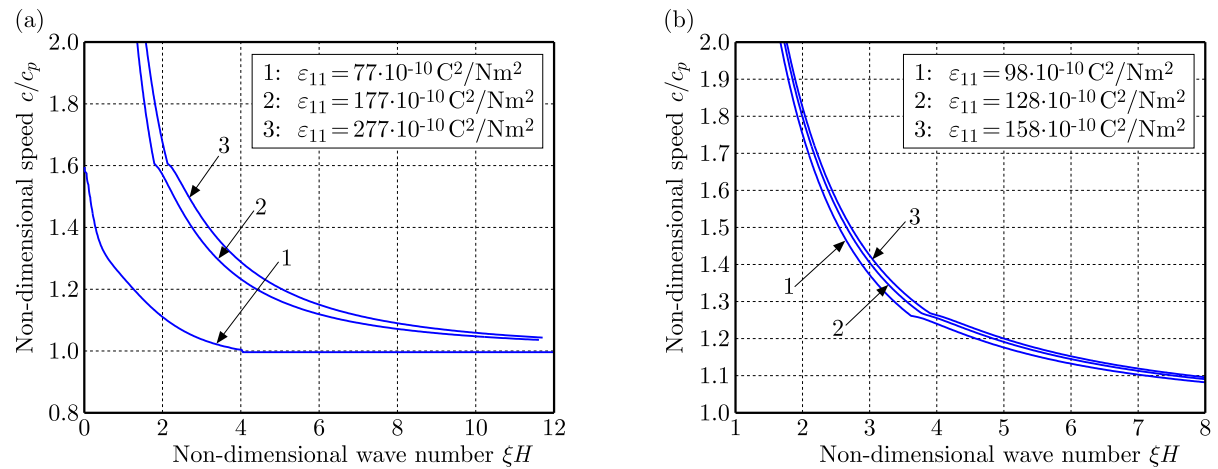 (a)
Non-dimensional speed c/cₚ
2.0
1.8
1.6
1.4
1.2
1.0
0.8
1: ε₁₁ = 77·10⁻¹⁰ C²/Nm²
2: ε₁₁ = 177·10⁻¹⁰ C²/Nm²
3: ε₁₁ = 277·10⁻¹⁰ C²/Nm²
3
2
1
0 2 4 6 8 10 12
Non-dimensional wave number ξH
(b)
Non-dimensional speed c/cₚ
2.0
1.9
1.8
1.7
1.6
1.5
1.4
1.3
1.2
1.1
1.0
1: ε₁₁ = 98·10⁻¹⁰ C²/Nm²
2: ε₁₁ = 128·10⁻¹⁰ C²/Nm²
3: ε₁₁ = 158·10⁻¹⁰ C²/Nm²
3
1
2
1 2 3 4 5 6 7 8
Non-dimensional wave number ξH